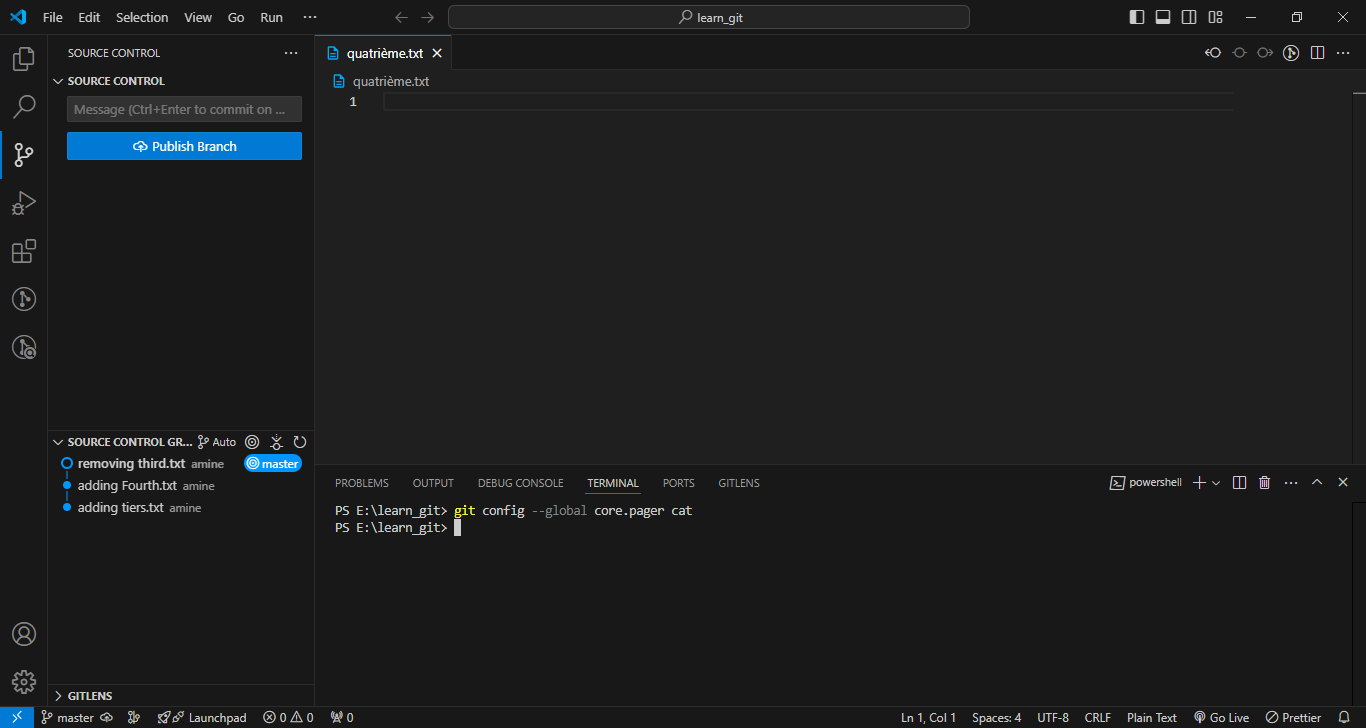 File Edit Selection View Go Run ···
learn_git
SOURCE CONTROL
SOURCE CONTROL
Message (Ctrl+Enter to commit on ...
Publish Branch
quatrième.txt
quatrième.txt
1
SOURCE CONTROL GR... Auto
removing third.txt amine master
adding Fourth.txt amine
adding tiers.txt amine
GITLENS
PROBLEMS OUTPUT DEBUG CONSOLE TERMINAL PORTS GITLENS powershell
PS E:\learn_git> git config --global core.pager cat
PS E:\learn_git>
master Launchpad 0 0 0 Ln 1, Col 1 Spaces: 4 UTF-8 CRLF Plain Text Go Live Prettier